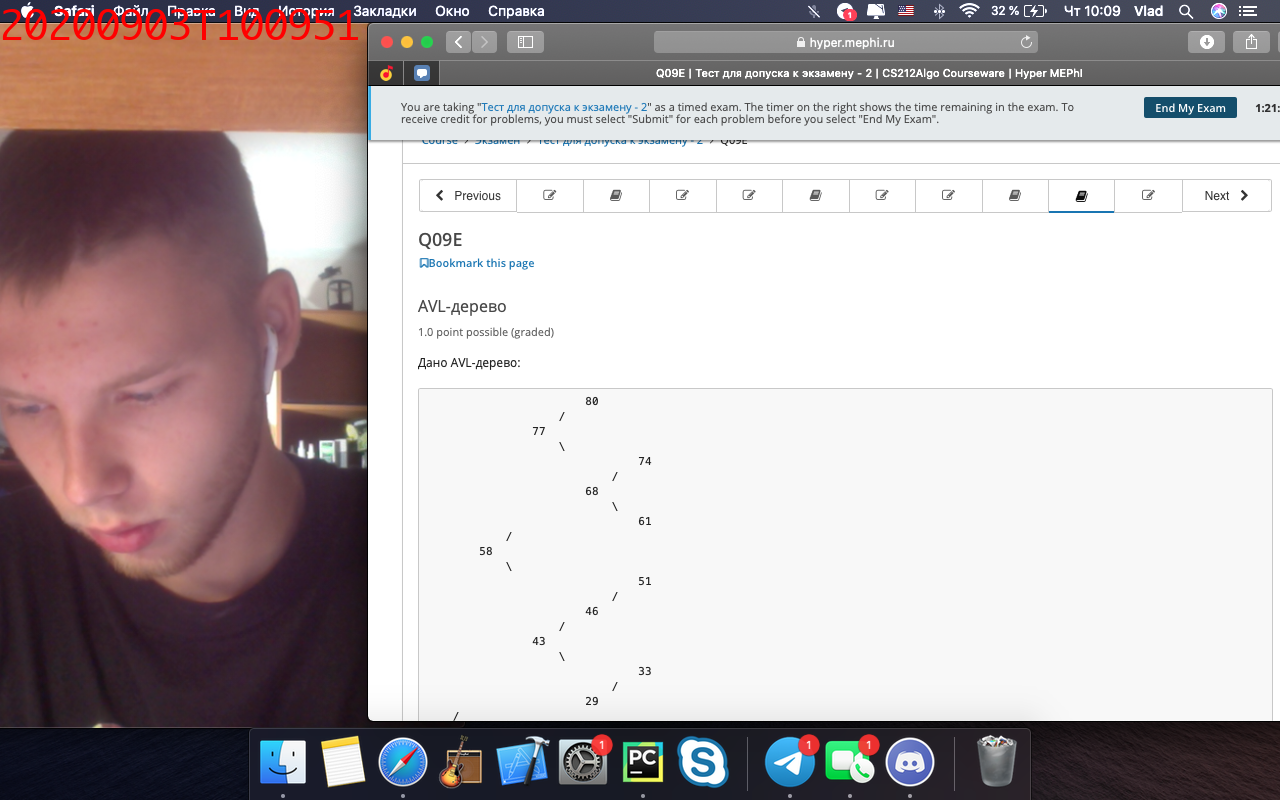 Safari Файл Правка Вид История Закладки Окно Справка 32 % Чт 10:09 Vlad
20200903T100951
hyper.mephi.ru
Q09E | Тест для допуска к экзамену - 2 | CS212Algo Courseware | Hyper MEPhI
You are taking "Тест для допуска к экзамену - 2" as a timed exam. The timer on the right shows the time remaining in the exam. To
receive credit for problems, you must select "Submit" for each problem before you select "End My Exam".
End My Exam
1:21:
Course > Экзамен > Тест для допуска к экзамену - 2 > Q09E
Previous
Next
Q09E
Bookmark this page
AVL-дерево
1.0 point possible (graded)
Дано AVL-дерево:
80
/
77
\
74
/
68
\
61
/
58
\
51
/
46
/
43
\
33
/
29
/
1
PC
1
1